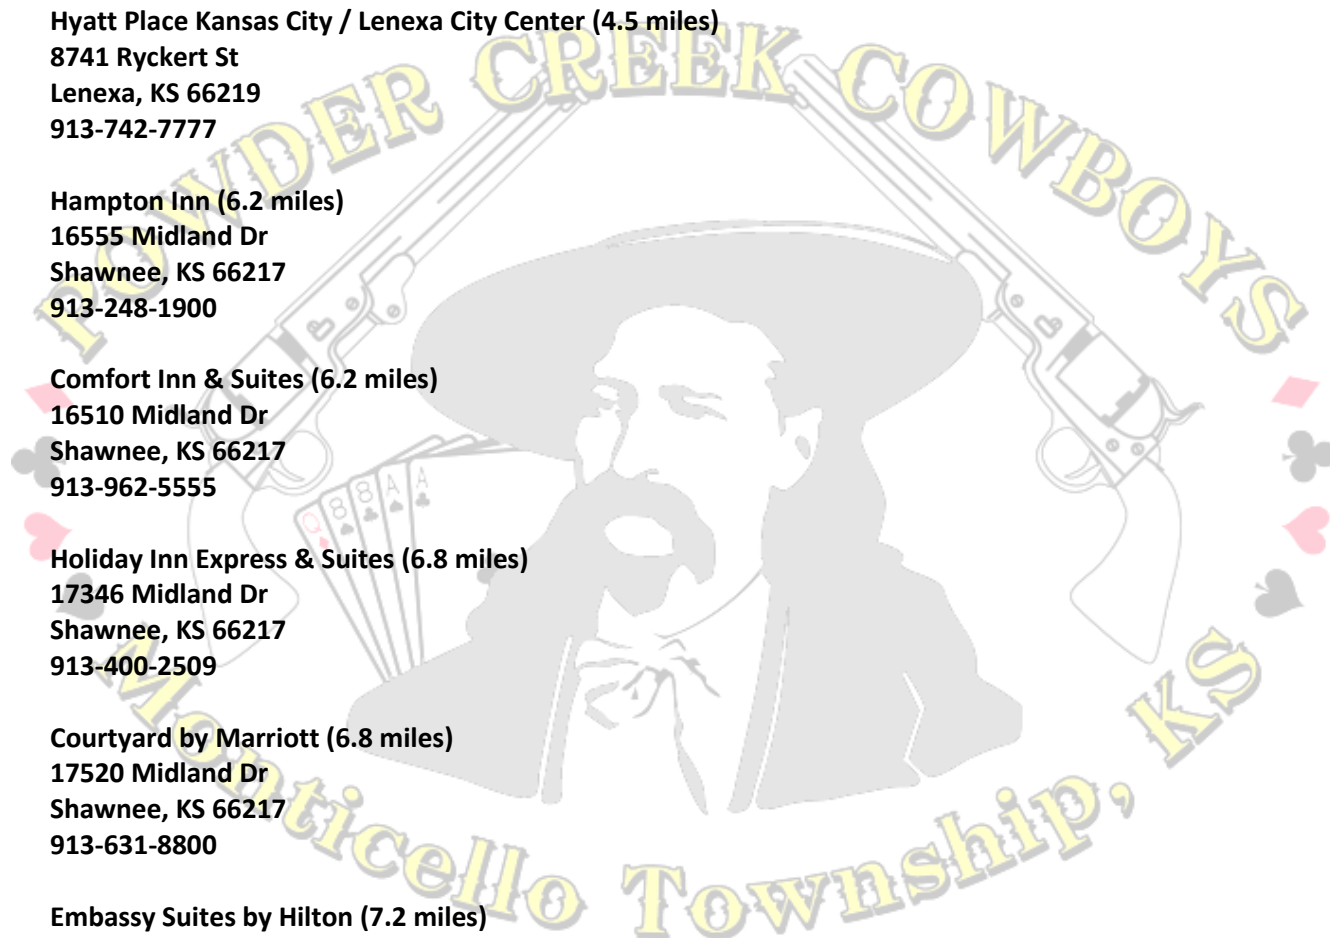 POWDER CREEK COWBOYS
Hyatt Place Kansas City / Lenexa City Center (4.5 miles)
8741 Ryckert St
Lenexa, KS 66219
913-742-7777
Hampton Inn (6.2 miles)
16555 Midland Dr
Shawnee, KS 66217
913-248-1900
Comfort Inn & Suites (6.2 miles)
16510 Midland Dr
Shawnee, KS 66217
913-962-5555
Q 8 8 A A
Holiday Inn Express & Suites (6.8 miles)
17346 Midland Dr
Shawnee, KS 66217
913-400-2509
Courtyard by Marriott (6.8 miles)
17520 Midland Dr
Shawnee, KS 66217
913-631-8800
Embassy Suites by Hilton (7.2 miles)
Monticello Township, KS